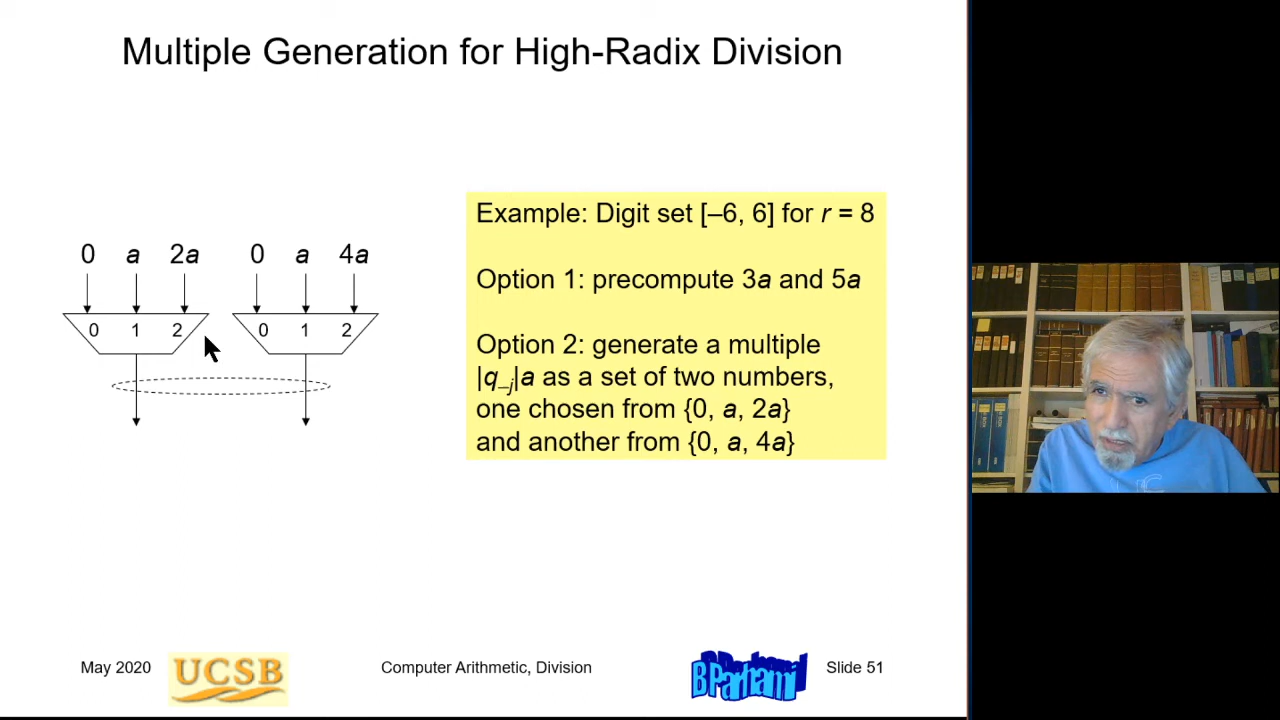 Multiple Generation for High-Radix Division
0 a 2a 0 a 4a
0 1 2 0 1 2
Example: Digit set [–6, 6] for r = 8
Option 1: precompute 3a and 5a
Option 2: generate a multiple
|q–j|a as a set of two numbers,
one chosen from {0, a, 2a}
and another from {0, a, 4a}
May 2020 UCSB Computer Arithmetic, Division B Parhami Slide 51